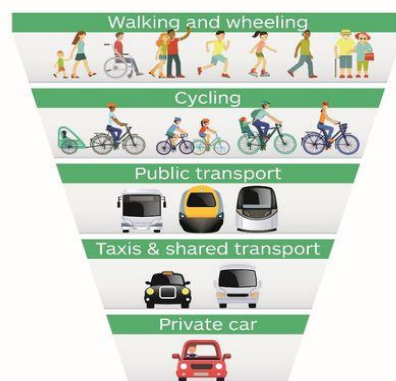 Walking and wheeling
Cycling
Public transport
Taxis & shared transport
Private car